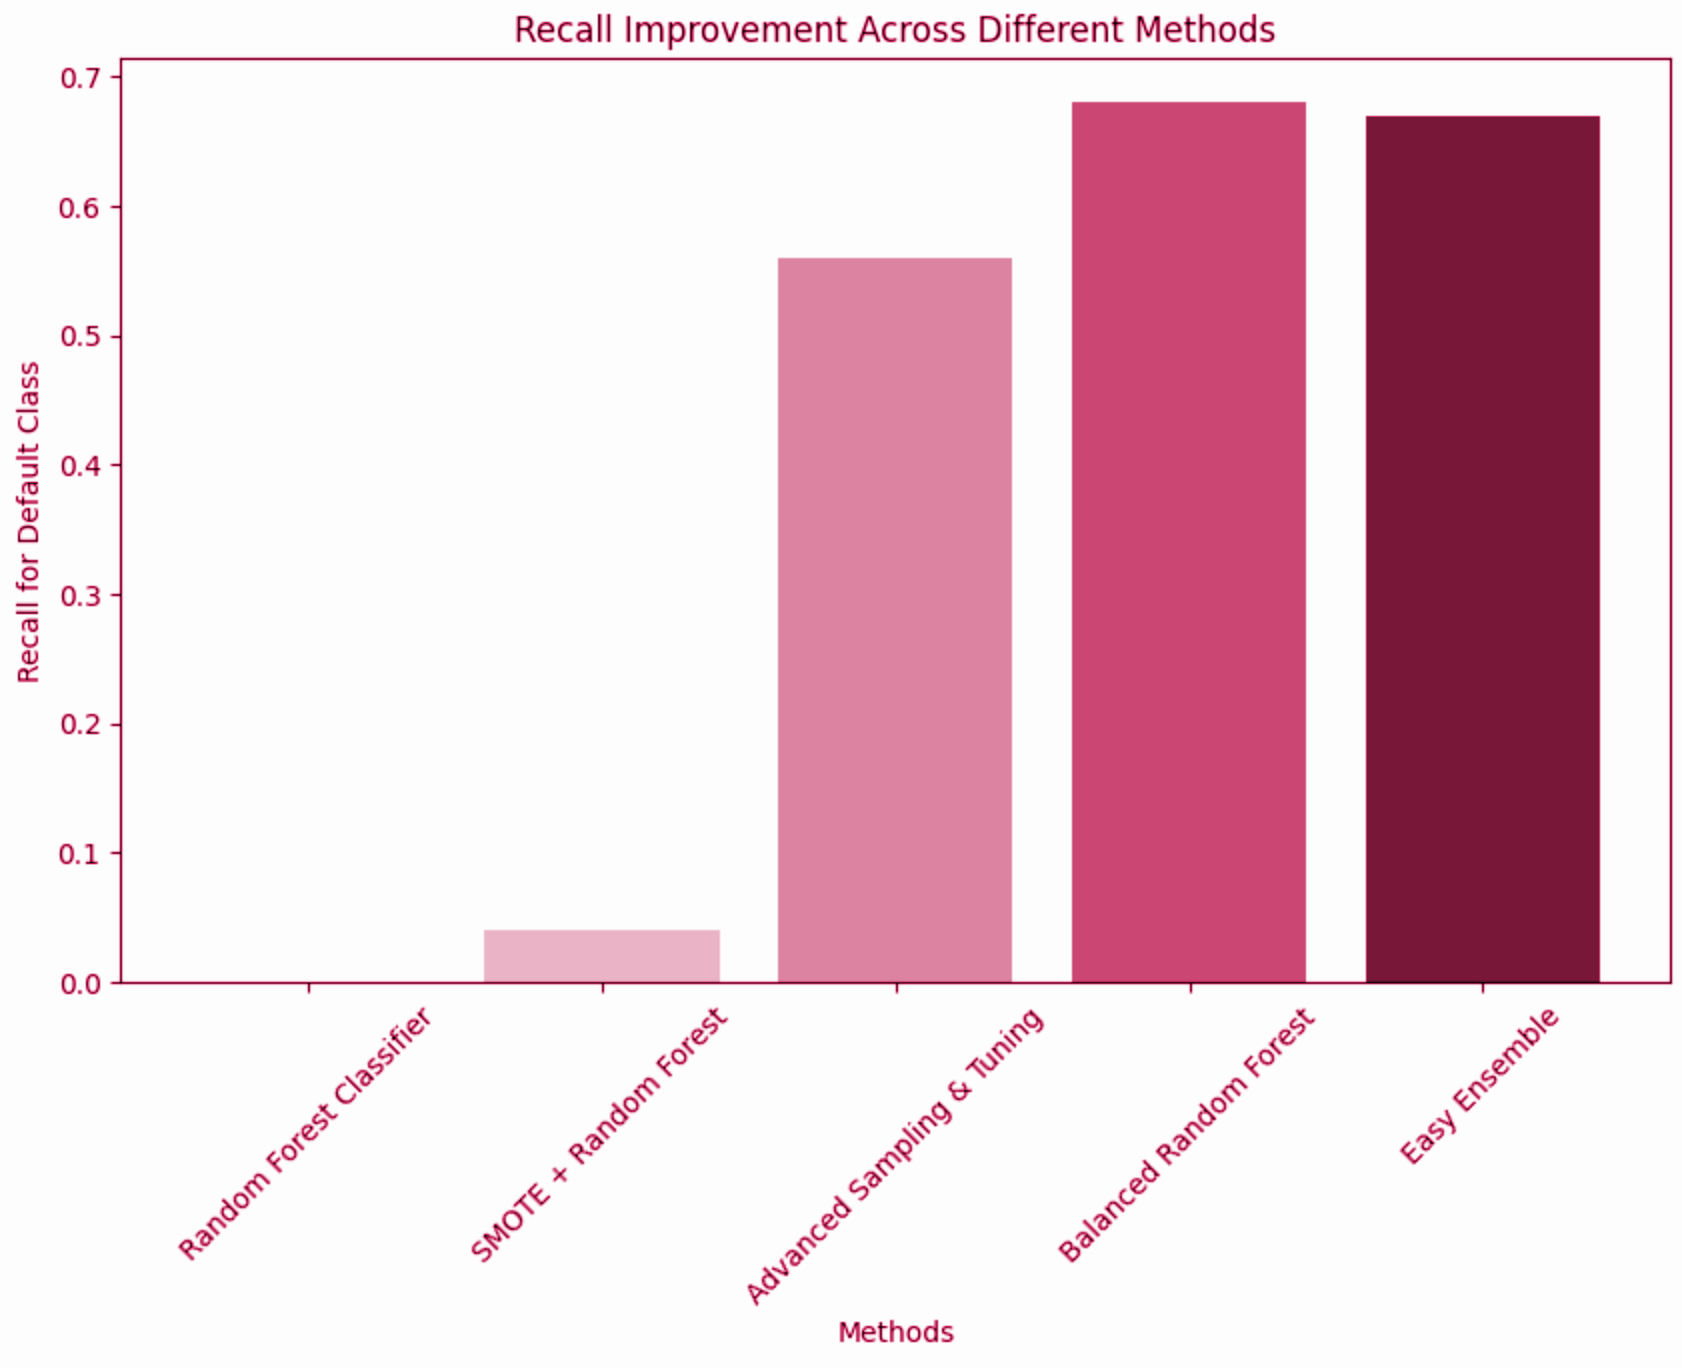 Recall Improvement Across Different Methods
Recall for Default Class
0.7
0.6
0.5
0.4
0.3
0.2
0.1
0.0
Random Forest Classifier
SMOTE + Random Forest
Advanced Sampling & Tuning
Balanced Random Forest
Easy Ensemble
Methods